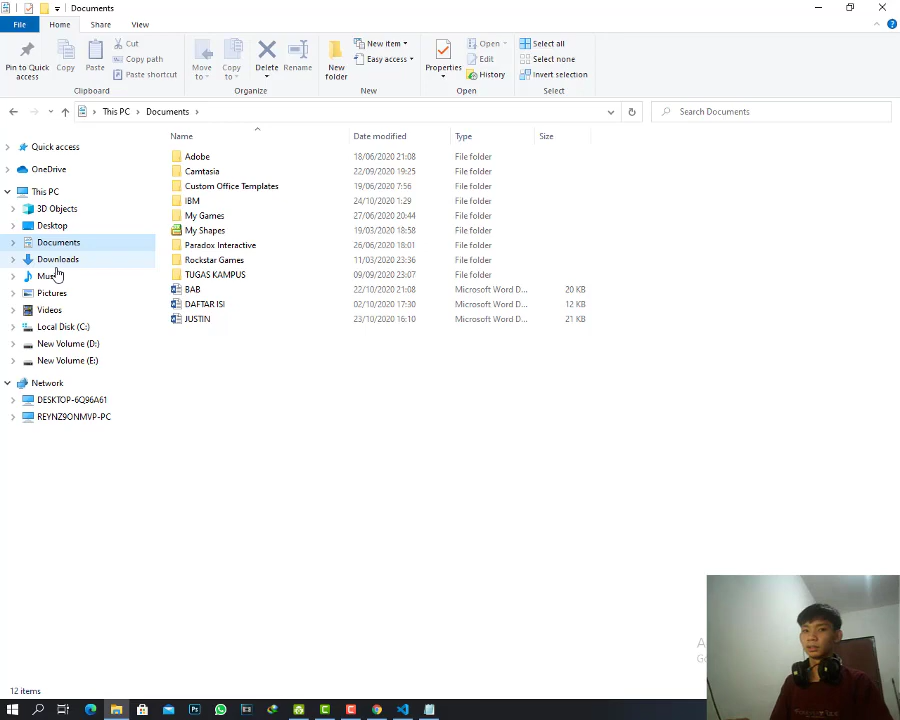 Documents
File Home Share View
Pin to Quick access
Copy
Paste
Cut
Copy path
Paste shortcut
Clipboard
Move to
Copy to
Delete
Rename
Organize
New folder
New item
Easy access
New
Properties
Open
Edit
History
Open
Select all
Select none
Invert selection
Select
This PC Documents
Search Documents
Quick access
OneDrive
This PC
3D Objects
Desktop
Documents
Downloads
Pictures
Videos
Local Disk (C:)
New Volume (D:)
New Volume (E:)
Network
DESKTOP-6Q96A61
REYNZ9ONMVP-PC
Name Date modified Type Size
Adobe 18/06/2020 21:08 File folder
Camtasia 22/09/2020 19:25 File folder
Custom Office Templates 19/06/2020 7:56 File folder
IBM 24/10/2020 1:29 File folder
My Games 27/06/2020 20:44 File folder
My Shapes 19/03/2020 18:58 File folder
Paradox Interactive 26/06/2020 18:01 File folder
Rockstar Games 11/03/2020 23:36 File folder
TUGAS KAMPUS 09/09/2020 23:07 File folder
BAB 22/10/2020 21:08 Microsoft Word D... 20 KB
DAFTAR ISI 02/10/2020 17:30 Microsoft Word D... 12 KB
JUSTIN 23/10/2020 16:10 Microsoft Word D... 21 KB
12 items